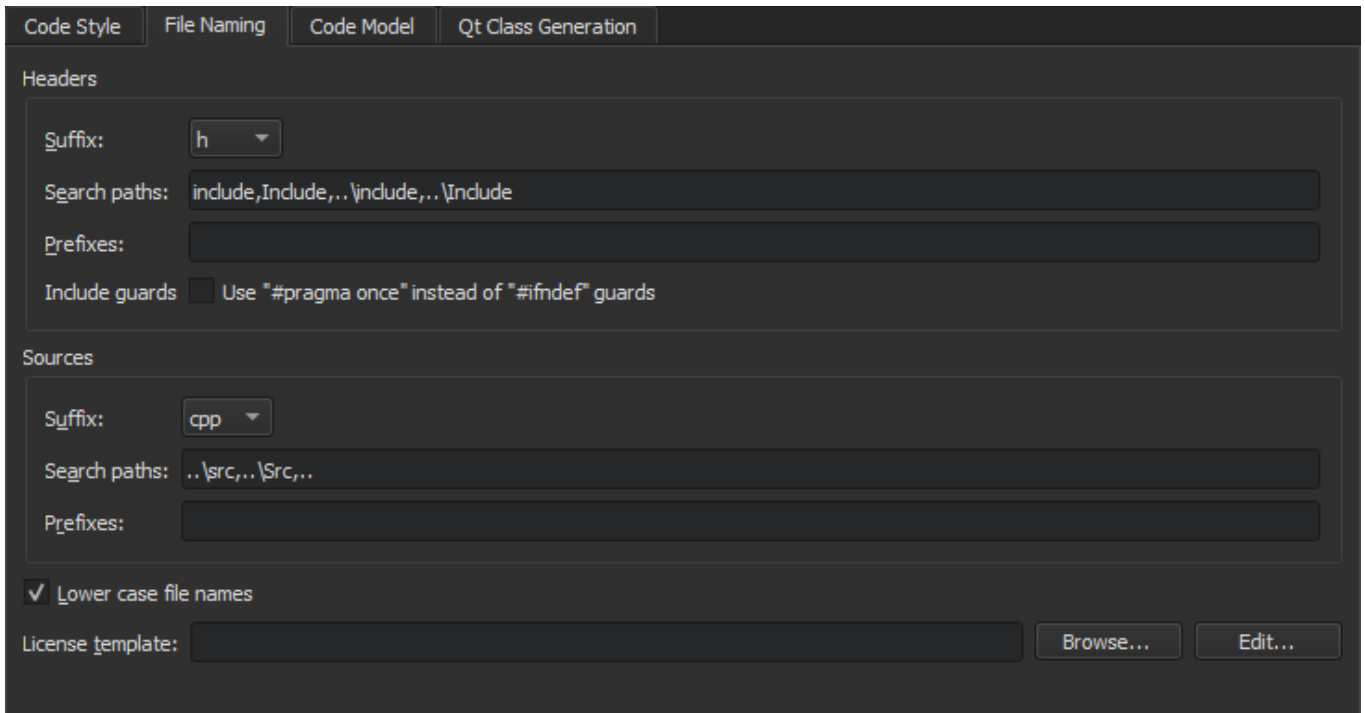 Code Style File Naming Code Model Qt Class Generation
Headers
Suffix: h
Search paths: include,Include,..\include,..\Include
Prefixes:
Include guards Use "#pragma once" instead of "#ifndef" guards
Sources
Suffix: cpp
Search paths: ..\src,..\Src,..
Prefixes:
Lower case file names
License template: Browse... Edit...